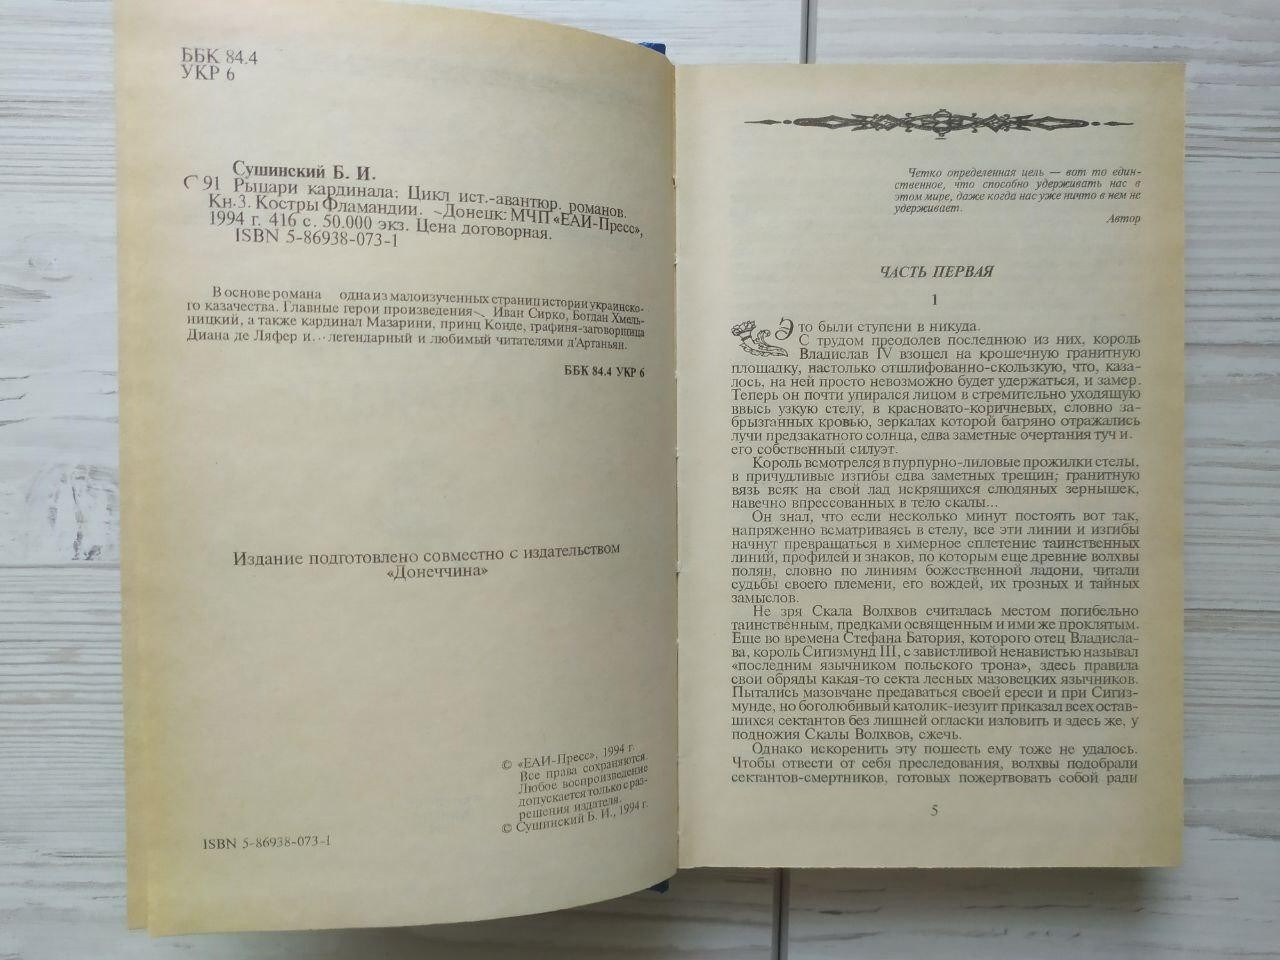 ББК 84.4
УКР 6
Сушинский Б. И.
С 91 Рыцари кардинала: Цикл ист.-авантюр. романов.
Кн.3. Костры Фламандии. – Донецк: МЧП «ЕАИ-Пресс»,
1994 г. 416 с. 50.000 экз. Цена договорная.
ISBN 5-86938-073-1
В основе романа одна из малоизученных страниц истории украинско-
го казачества. Главные герои произведения – Иван Сирко, Богдан Хмель-
ницкий, а также кардинал Мазарини, принц Конде, графиня-заговорщица
Диана де Ляфер и... легендарный и любимый читателями д'Артаньян.
ББК 84.4 УКР 6
Издание подготовлено совместно с издательством
«Донеччина»
© «ЕАИ-Пресс», 1994 г.
Все права сохраняются.
Любое воспроизведение
допускается только с раз-
решения издателя.
© Сушинский Б. И., 1994 г.
ISBN 5-86938-073-1
Четко определенная цель — вот то един-
ственное, что способно удерживать нас в
этом мире, даже когда нас уже ничто в нем не
удерживает.
Автор
ЧАСТЬ ПЕРВАЯ
1
Это были ступени в никуда.
С трудом преодолев последнюю из них, король
Владислав IV взошел на крошечную гранитную
площадку, настолько отшлифованно-скользкую, что, каза-
лось, на ней просто невозможно будет удержаться, и замер.
Теперь он почти упирался лицом в стремительно уходящую
ввысь узкую стелу, в красновато-коричневых, словно за-
брызганных кровью, зеркалах которой багряно отражались
лучи предзакатного солнца, едва заметные очертания туч и
его собственный силуэт.
Король всмотрелся в пурпурно-лиловые прожилки стелы,
в причудливые изгибы едва заметных трещин; гранитную
вязь всяк на свой лад искрящихся слюдяных зернышек,
навечно впрессованных в тело скалы...
Он знал, что если несколько минут постоять вот так,
напряженно всматриваясь в стелу, все эти линии и изгибы
начнут превращаться в химерное сплетение таинственных
линий, профилей и знаков, по которым еще древние волхвы
полян, словно по линиям божественной ладони, читали
судьбы своего племени, его вождей, их грозных и тайных
замыслов.
Не зря Скала Волхвов считалась местом погибельно
таинственным, предками освященным и ими же проклятым.
Еще во времена Стефана Батория, которого отец Владисла-
ва, король Сигизмунд III, с завистливой ненавистью называл
«последним язычником польского трона», здесь правила
свои обряды какая-то секта лесных мазовецких язычников.
Пытались мазовчане предаваться своей ереси и при Сигиз-
мунде, но боголюбивый католик-иезуит приказал всех остав-
шихся сектантов без лишней огласки изловить и здесь же, у
подножия Скалы Волхвов, сжечь.
Однако искоренить эту пошесть ему тоже не удалось.
Чтобы отвести от себя преследования, волхвы подобрали
сектантов-смертников, готовых пожертвовать собой ради
5